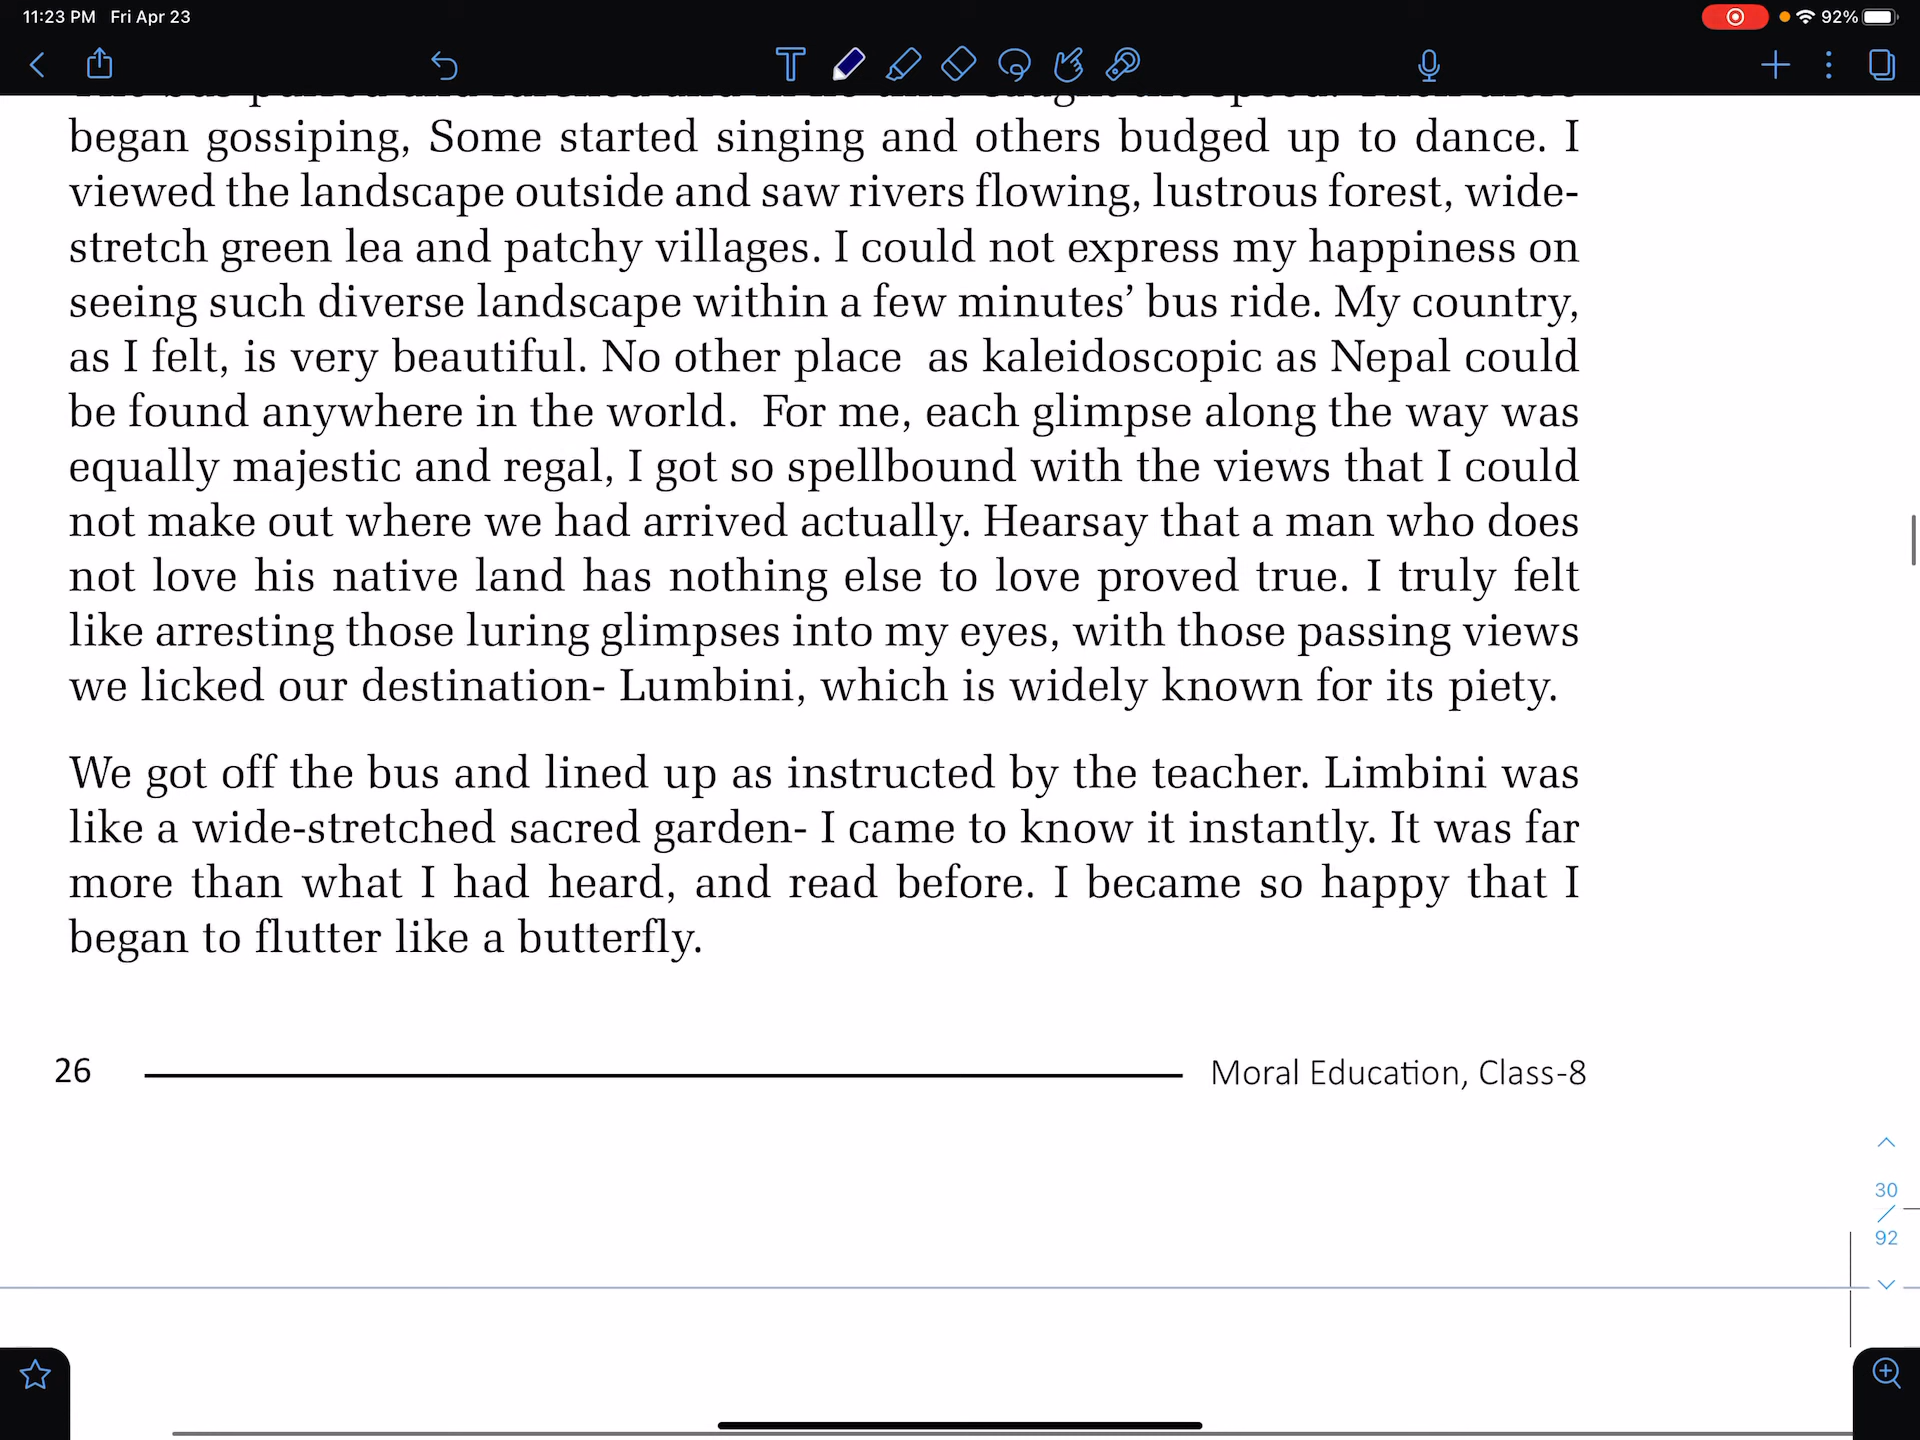 11:23 PM Fri Apr 23
92%
began gossiping, Some started singing and others budged up to dance. I
viewed the landscape outside and saw rivers flowing, lustrous forest, wide-
stretch green lea and patchy villages. I could not express my happiness on
seeing such diverse landscape within a few minutes’ bus ride. My country,
as I felt, is very beautiful. No other place as kaleidoscopic as Nepal could
be found anywhere in the world. For me, each glimpse along the way was
equally majestic and regal, I got so spellbound with the views that I could
not make out where we had arrived actually. Hearsay that a man who does
not love his native land has nothing else to love proved true. I truly felt
like arresting those luring glimpses into my eyes, with those passing views
we licked our destination- Lumbini, which is widely known for its piety.
We got off the bus and lined up as instructed by the teacher. Limbini was
like a wide-stretched sacred garden- I came to know it instantly. It was far
more than what I had heard, and read before. I became so happy that I
began to flutter like a butterfly.
26
Moral Education, Class-8
30
/
92